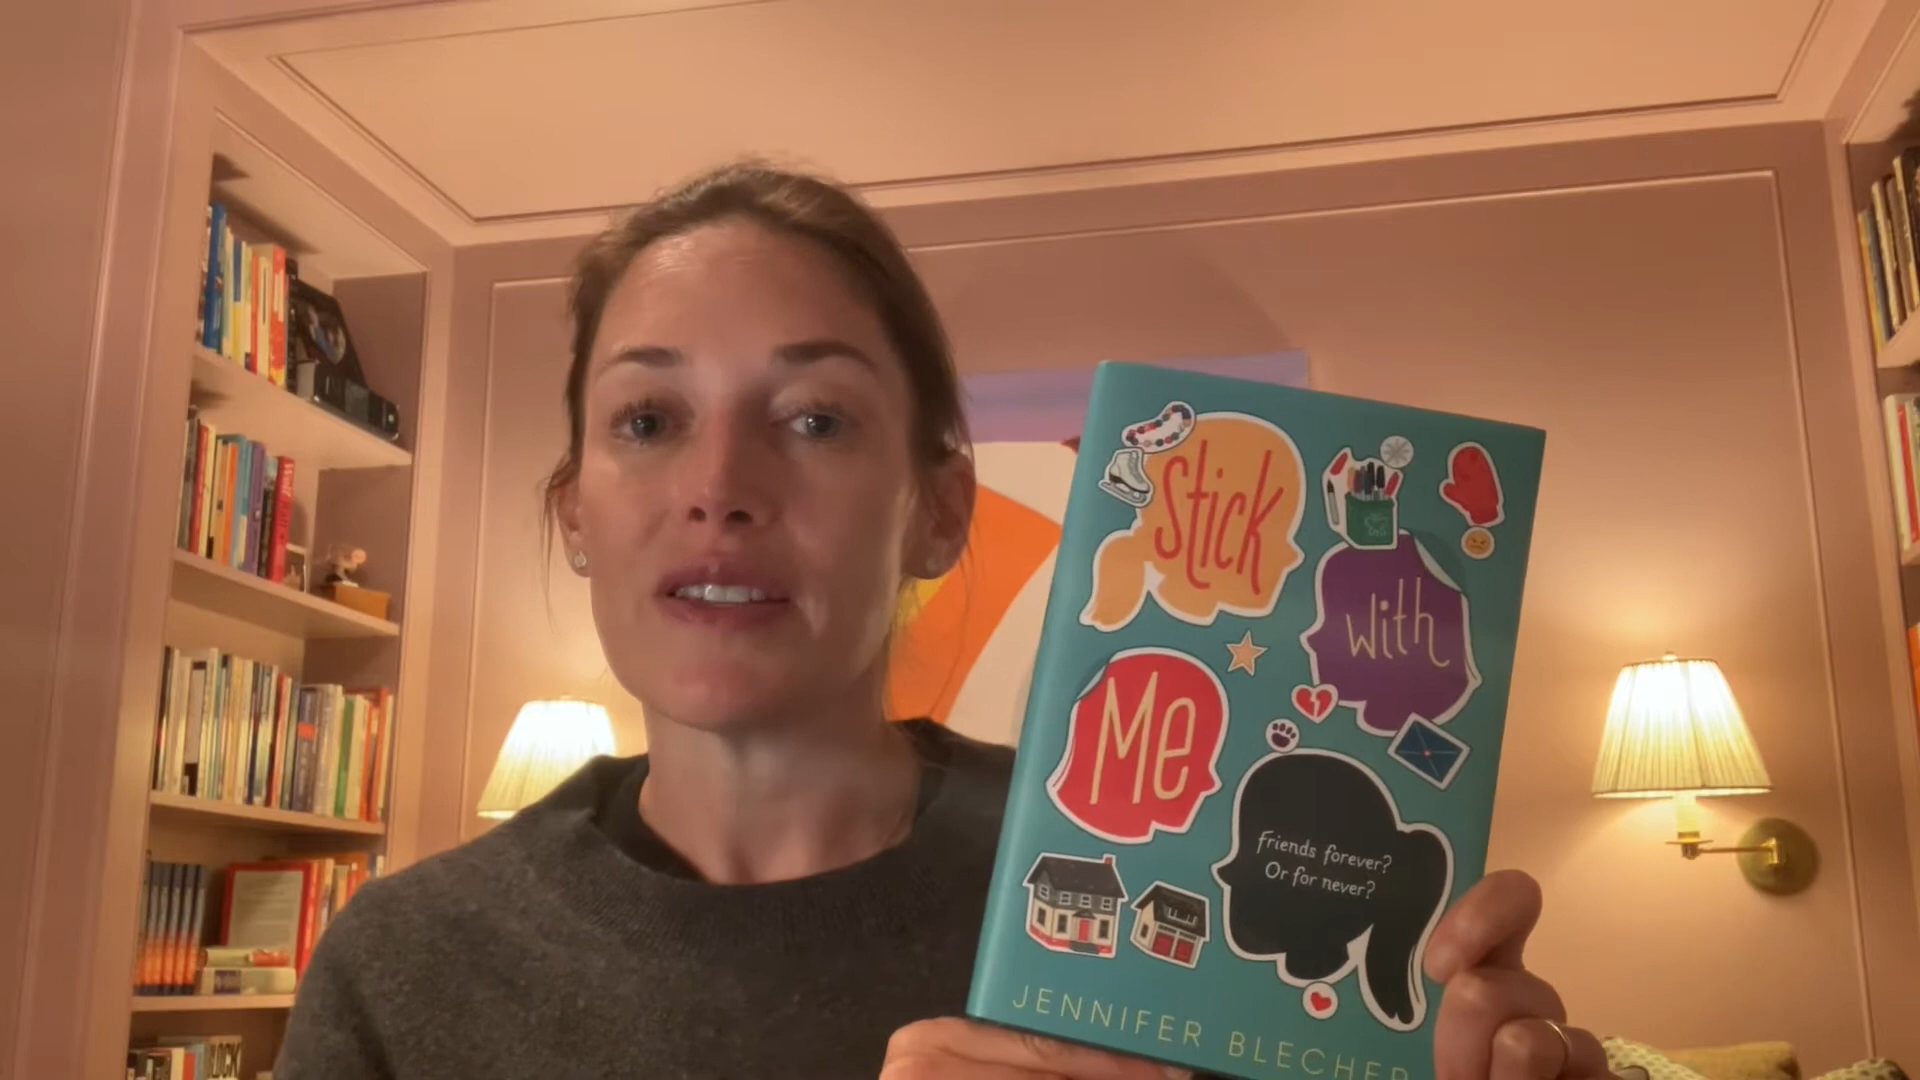 Stick
with
Me
friends forever?
Or for never?
JENNIFER BLECHER